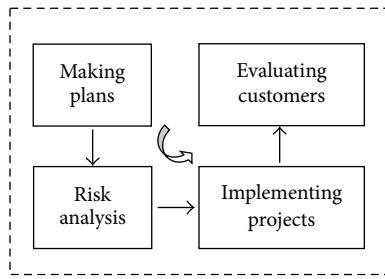 Making
plans
Evaluating
customers
Risk
analysis
Implementing
projects